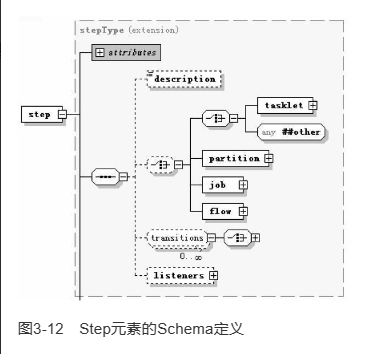 stepType (extension)
attributes
description
step
tasklet
any ##other
partition
job
flow
transitions
0..∞
listeners
图3-12 Step元素的Schema定义